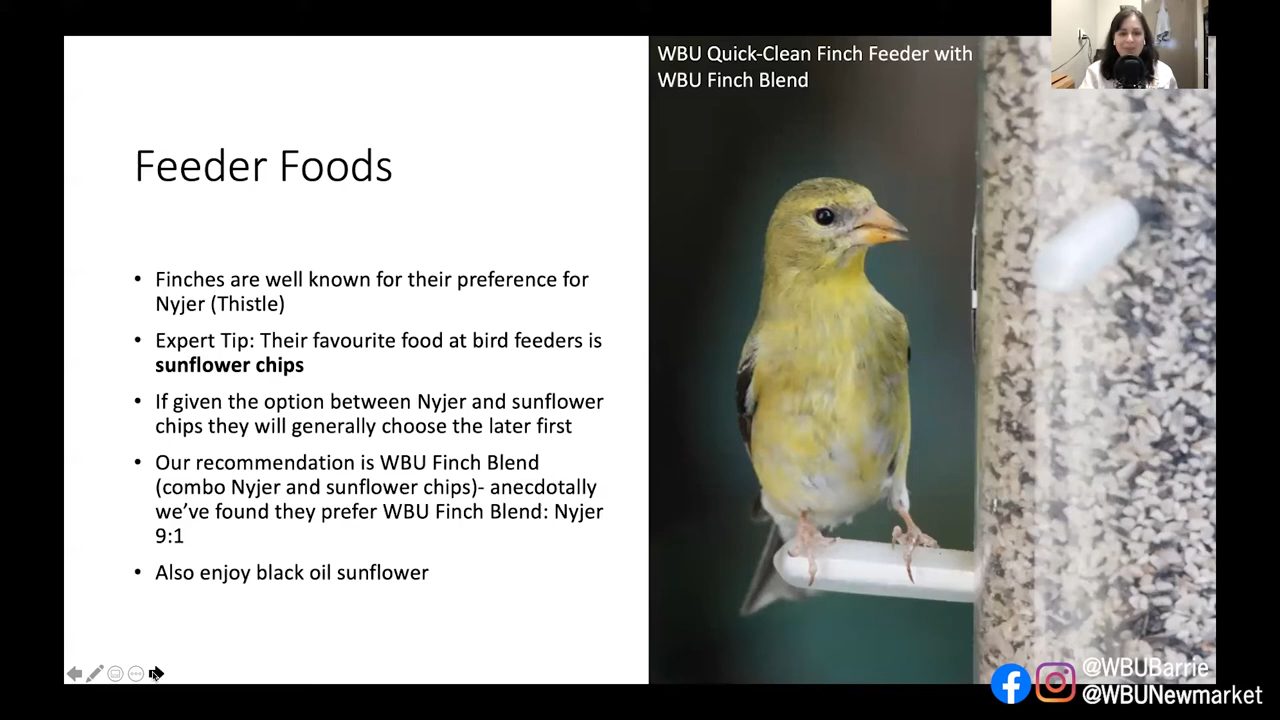 WBU Quick-Clean Finch Feeder with
WBU Finch Blend
Feeder Foods
• Finches are well known for their preference for
Nyjer (Thistle)
• Expert Tip: Their favourite food at bird feeders is
sunflower chips
• If given the option between Nyjer and sunflower
chips they will generally choose the later first
• Our recommendation is WBU Finch Blend
(combo Nyjer and sunflower chips)- anecdotally
we’ve found they prefer WBU Finch Blend: Nyjer
9:1
• Also enjoy black oil sunflower
@WBUBarrie
@WBUNewmarket